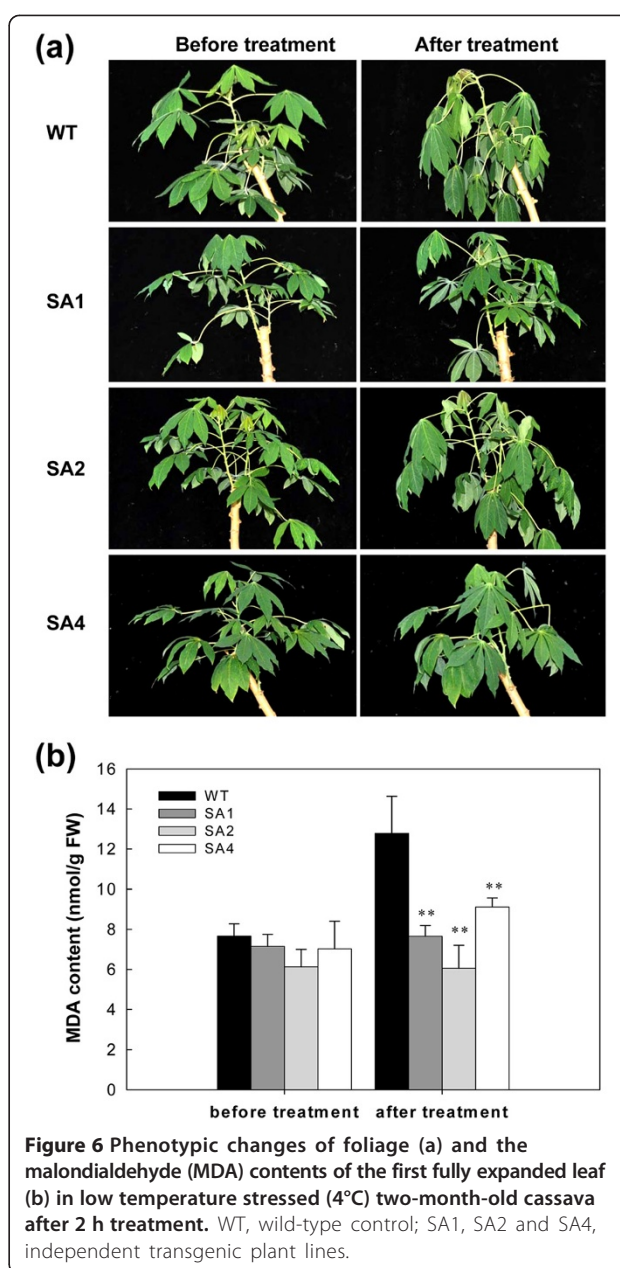 (a)
Before treatment After treatment
WT
SA1
SA2
SA4
(b)
16
14
12
10
8
6
4
2
0
MDA content (nmol/g FW)
WT
SA1
SA2
SA4
**
**
**
before treatment after treatment
Figure 6 Phenotypic changes of foliage (a) and the
malondialdehyde (MDA) contents of the first fully expanded leaf
(b) in low temperature stressed (4°C) two-month-old cassava
after 2 h treatment. WT, wild-type control; SA1, SA2 and SA4,
independent transgenic plant lines.